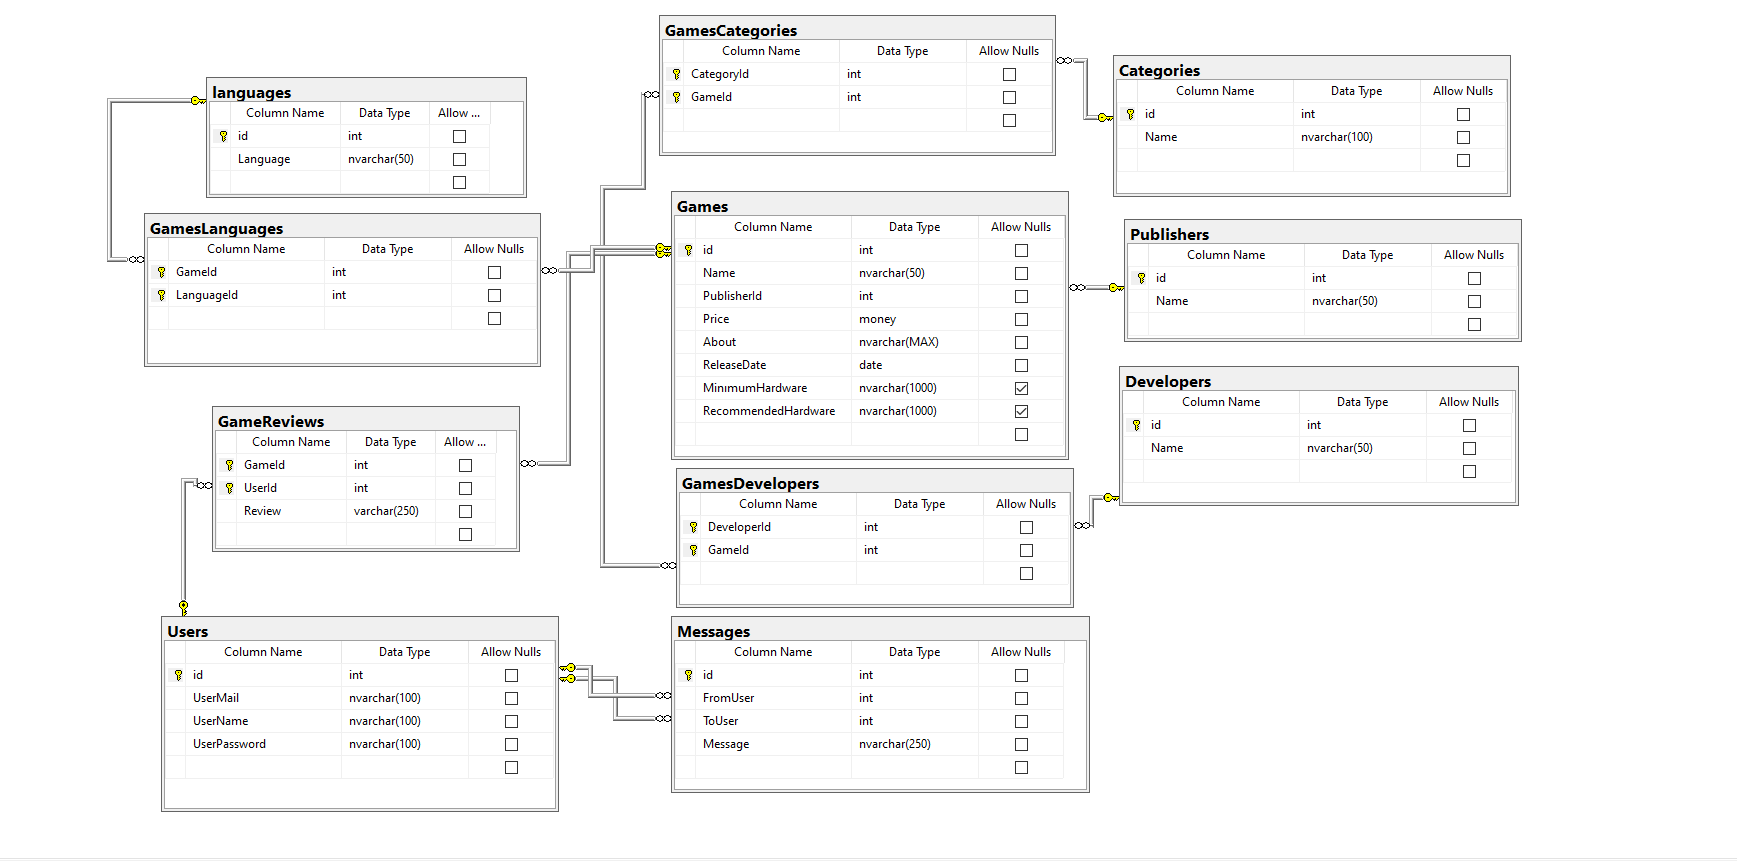 GamesCategories
Column Name Data Type Allow Nulls
CategoryId int
GameId int
Categories
Column Name Data Type Allow Nulls
id int
Name nvarchar(100)
languages
Column Name Data Type Allow ...
id int
Language nvarchar(50)
GamesLanguages
Column Name Data Type Allow Nulls
GameId int
LanguageId int
Games
Column Name Data Type Allow Nulls
id int
Name nvarchar(50)
PublisherId int
Price money
About nvarchar(MAX)
ReleaseDate date
MinimumHardware nvarchar(1000)
RecommendedHardware nvarchar(1000)
Publishers
Column Name Data Type Allow Nulls
id int
Name nvarchar(50)
Developers
Column Name Data Type Allow Nulls
id int
Name nvarchar(50)
GameReviews
Column Name Data Type Allow ...
GameId int
UserId int
Review varchar(250)
GamesDevelopers
Column Name Data Type Allow Nulls
DeveloperId int
GameId int
Users
Column Name Data Type Allow Nulls
id int
UserMail nvarchar(100)
UserName nvarchar(100)
UserPassword nvarchar(100)
Messages
Column Name Data Type Allow Nulls
id int
FromUser int
ToUser int
Message nvarchar(250)